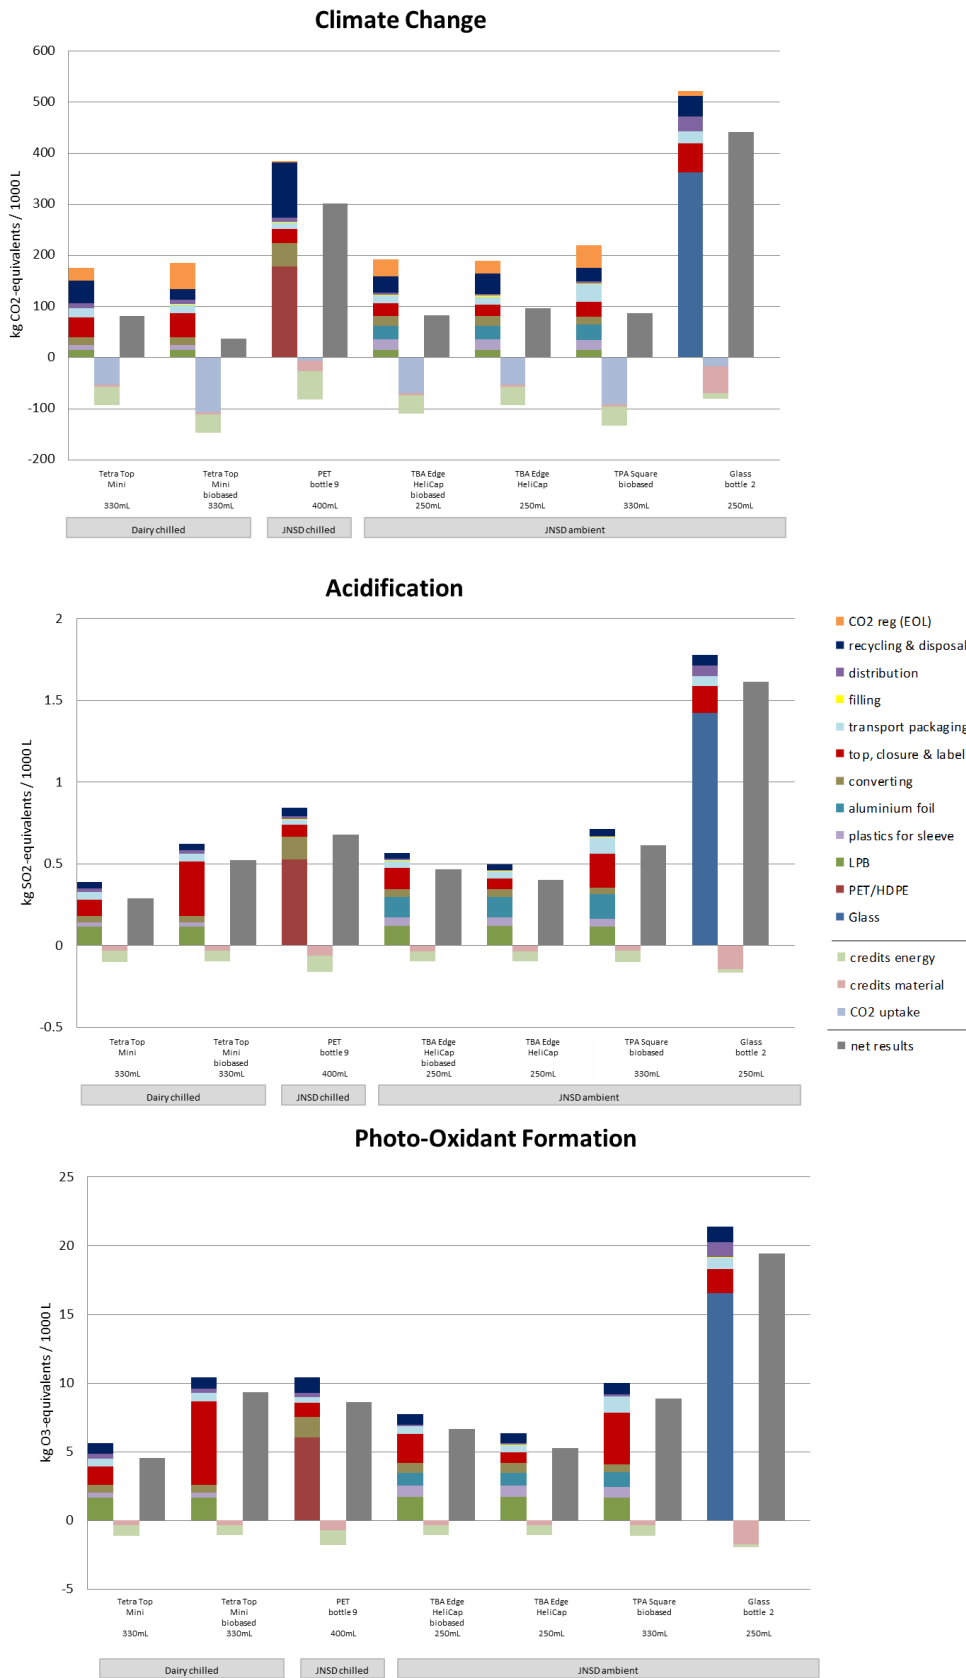 Climate Change
kg CO2-equivalents / 1000 L
600
500
400
300
200
100
0
-100
-200
Tetra Top Mini 330mL
Tetra Top Mini biobased 330mL
PET bottle 9 400mL
TBA Edge HeliCap biobased 250mL
TBA Edge HeliCap 250mL
TPA Square biobased 330mL
Glass bottle 2 250mL
Dairy chilled
JNSD chilled
JNSD ambient
Acidification
kg SO2-equivalents / 1000 L
2
1.5
1
0.5
0
-0.5
Tetra Top Mini 330mL
Tetra Top Mini biobased 330mL
PET bottle 9 400mL
TBA Edge HeliCap biobased 250mL
TBA Edge HeliCap 250mL
TPA Square biobased 330mL
Glass bottle 2 250mL
Dairy chilled
JNSD chilled
JNSD ambient
CO2 reg (EOL)
recycling & disposal
distribution
filling
transport packaging
top, closure & label
converting
aluminium foil
plastics for sleeve
LPB
PET/HDPE
Glass
credits energy
credits material
CO2 uptake
net results
Photo-Oxidant Formation
kg O3-equivalents / 1000 L
25
20
15
10
5
0
-5
Tetra Top Mini 330mL
Tetra Top Mini biobased 330mL
PET bottle 9 400mL
TBA Edge HeliCap biobased 250mL
TBA Edge HeliCap 250mL
TPA Square biobased 330mL
Glass bottle 2 250mL
Dairy chilled
JNSD chilled
JNSD ambient